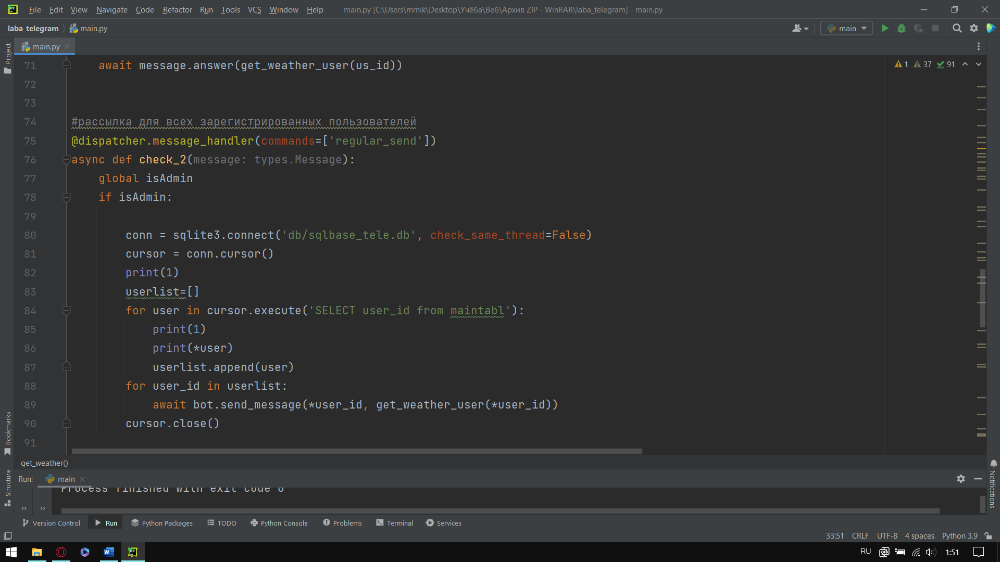 File Edit View Navigate Code Refactor Run Tools VCS Window Help main.py [C:\Users\mrnik\Desktop\Учёба\Веб\Архив ZIP - WinRAR\laba_telegram] - main.py
laba_telegram main.py main
main.py
Project
1 37 91
71 await message.answer(get_weather_user(us_id))
72
73
74 #рассылка для всех зарегистрированных пользователей
75 @dispatcher.message_handler(commands=['regular_send'])
76 async def check_2(message: types.Message):
77 global isAdmin
78 if isAdmin:
79
80 conn = sqlite3.connect('db/sqlbase_tele.db', check_same_thread=False)
81 cursor = conn.cursor()
82 print(1)
83 userlist=[]
84 for user in cursor.execute('SELECT user_id from maintabl'):
85 print(1)
86 print(*user)
87 userlist.append(user)
88 for user_id in userlist:
89 await bot.send_message(*user_id, get_weather_user(*user_id))
90 cursor.close()
91
Bookmarks
Structure
Notifications
get_weather()
Run: main
Process finished with exit code 0
Version Control Run Python Packages TODO Python Console Problems Terminal Services
33:51 CRLF UTF-8 4 spaces Python 3.9
RU 1:51